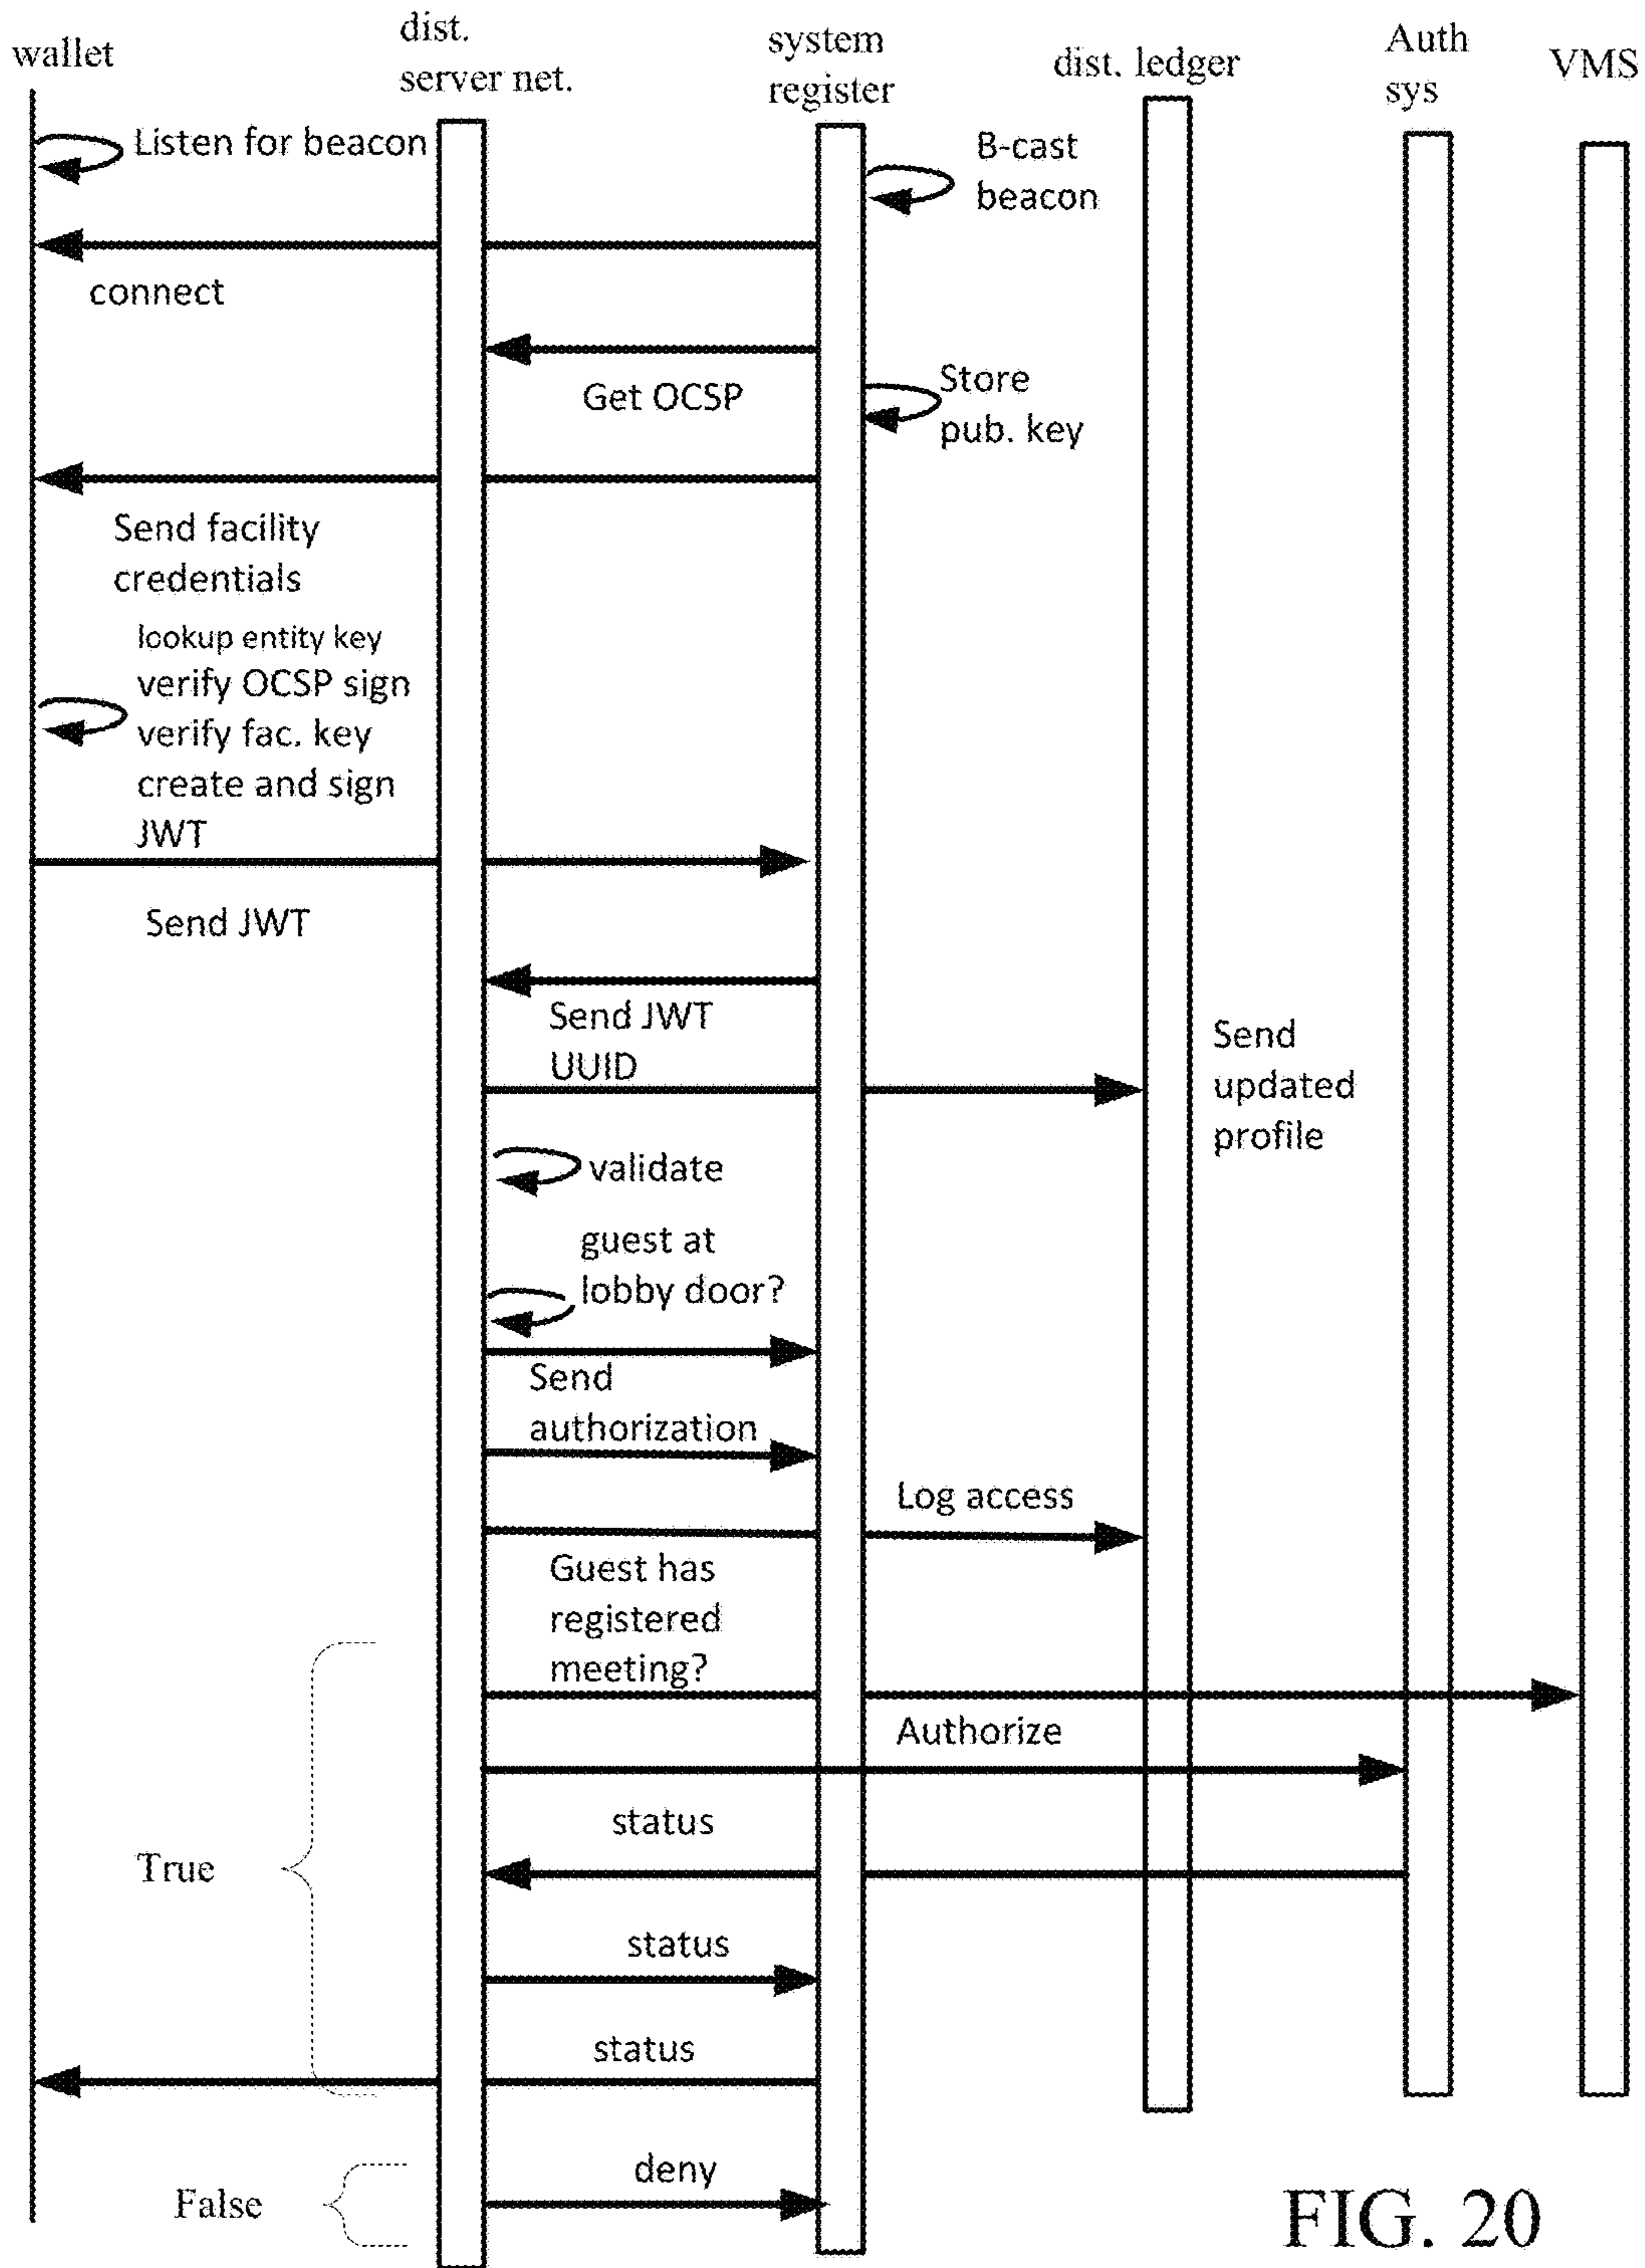 wallet
dist.
server net.
system
register
dist. ledger
Auth
sys
VMS
Listen for beacon
B-cast
beacon
connect
Get OCSP
Store
pub. key
Send facility
credentials
lookup entity key
verify OCSP sign
verify fac. key
create and sign
JWT
Send JWT
Send JWT
UUID
Send
updated
profile
validate
guest at
lobby door?
Send
authorization
Log access
Guest has
registered
meeting?
Authorize
status
True
status
status
deny
False
FIG. 20